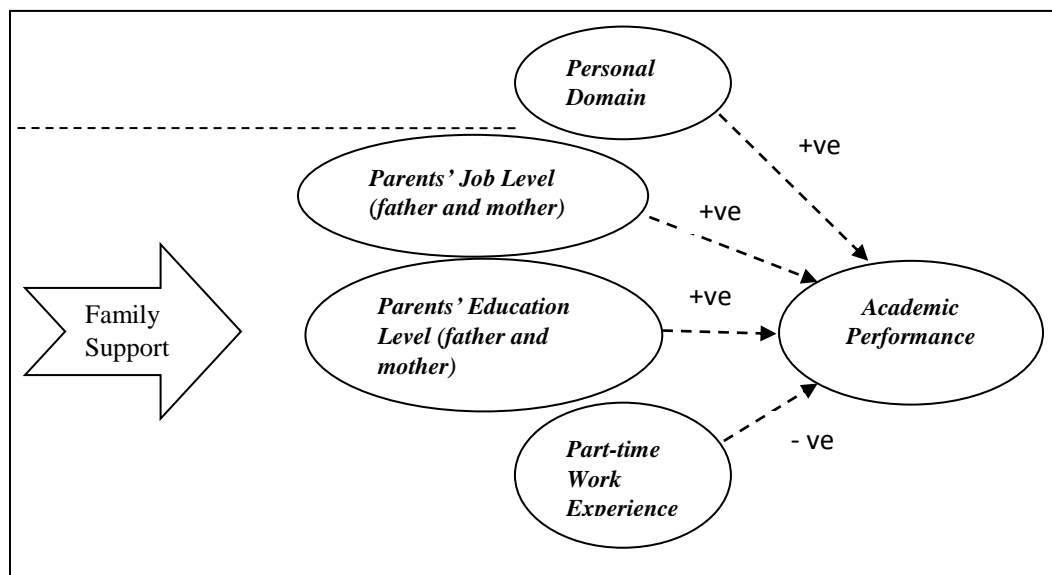 Personal
Domain
+ve
Parents' Job Level
(father and mother)
+ve
Family
Support
Parents' Education
Level (father and
mother)
+ve
Academic
Performance
Part-time
Work
Experience
- ve